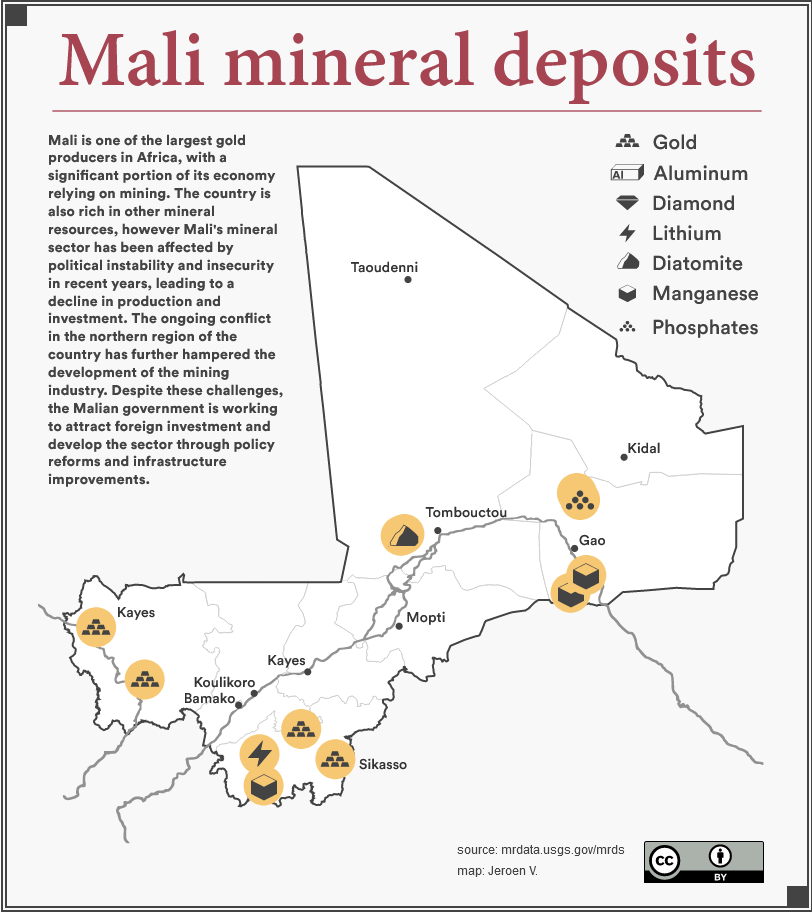 Mali mineral deposits
Mali is one of the largest gold
producers in Africa, with a
significant portion of its economy
relying on mining. The country is
also rich in other mineral
resources, however Mali's mineral
sector has been affected by
political instability and insecurity
in recent years, leading to a
decline in production and
investment. The ongoing conflict
in the northern region of the
country has further hampered the
development of the mining
industry. Despite these challenges,
the Malian government is working
to attract foreign investment and
develop the sector through policy
reforms and infrastructure
improvements.
Gold
Al Aluminum
Diamond
Lithium
Diatomite
Manganese
Phosphates
Taoudenni
Kidal
Tombouctou
Gao
Kayes
Mopti
Kayes
Koulikoro
Bamako
Sikasso
source: mrdata.usgs.gov/mrds
map: Jeroen V.
cc
BY